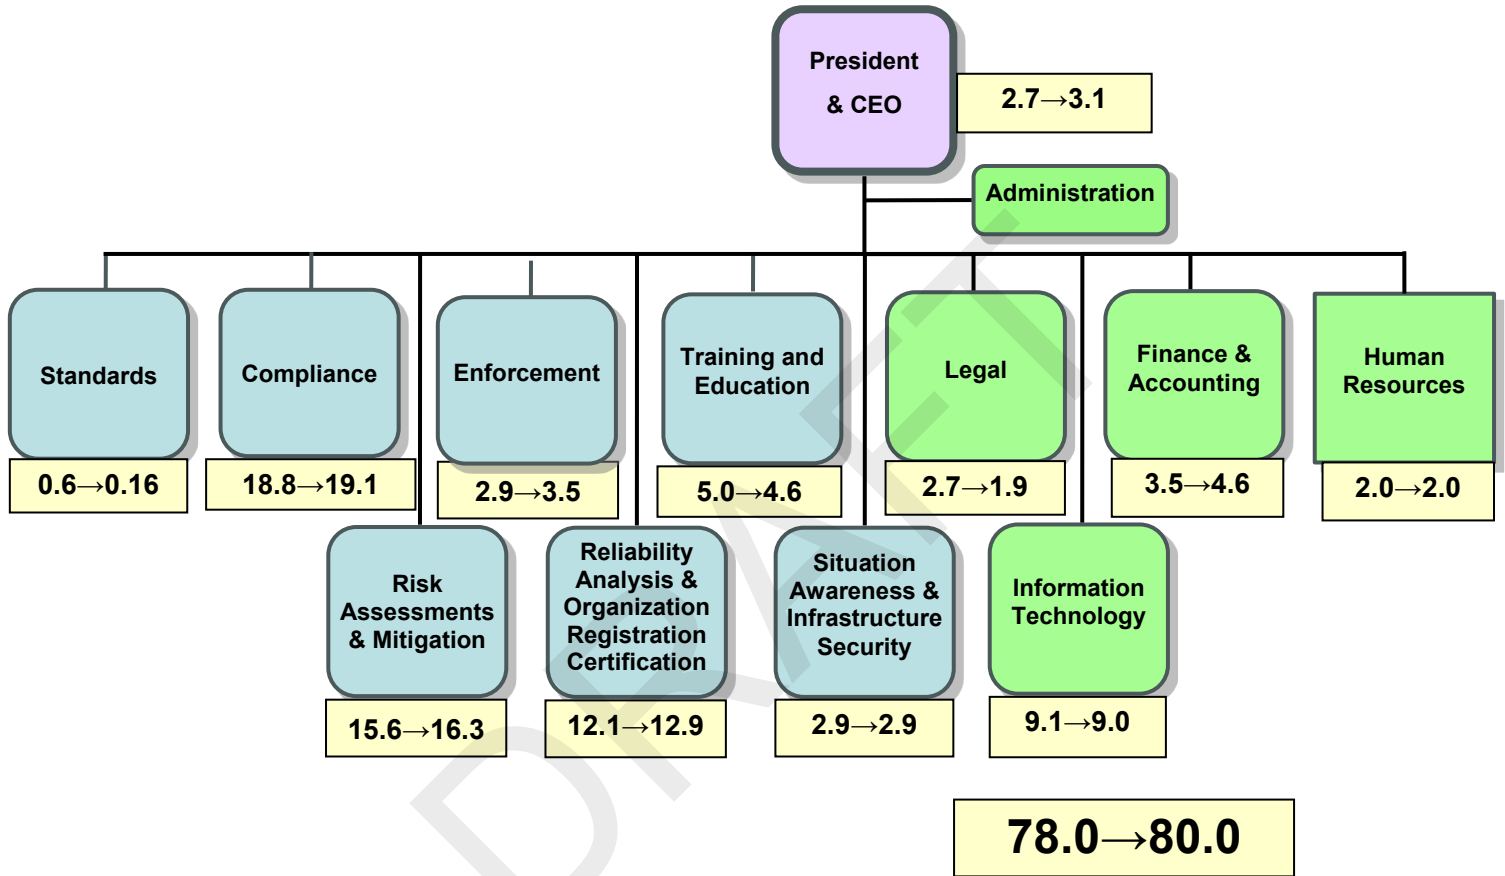 President
& CEO
2.7→3.1
Administration
Standards
0.6→0.16
Compliance
18.8→19.1
Enforcement
2.9→3.5
Training and
Education
5.0→4.6
Legal
2.7→1.9
Finance &
Accounting
3.5→4.6
Human
Resources
2.0→2.0
Risk
Assessments
& Mitigation
15.6→16.3
Reliability
Analysis &
Organization
Registration
Certification
12.1→12.9
Situation
Awareness &
Infrastructure
Security
2.9→2.9
Information
Technology
9.1→9.0
78.0→80.0
DRAFT